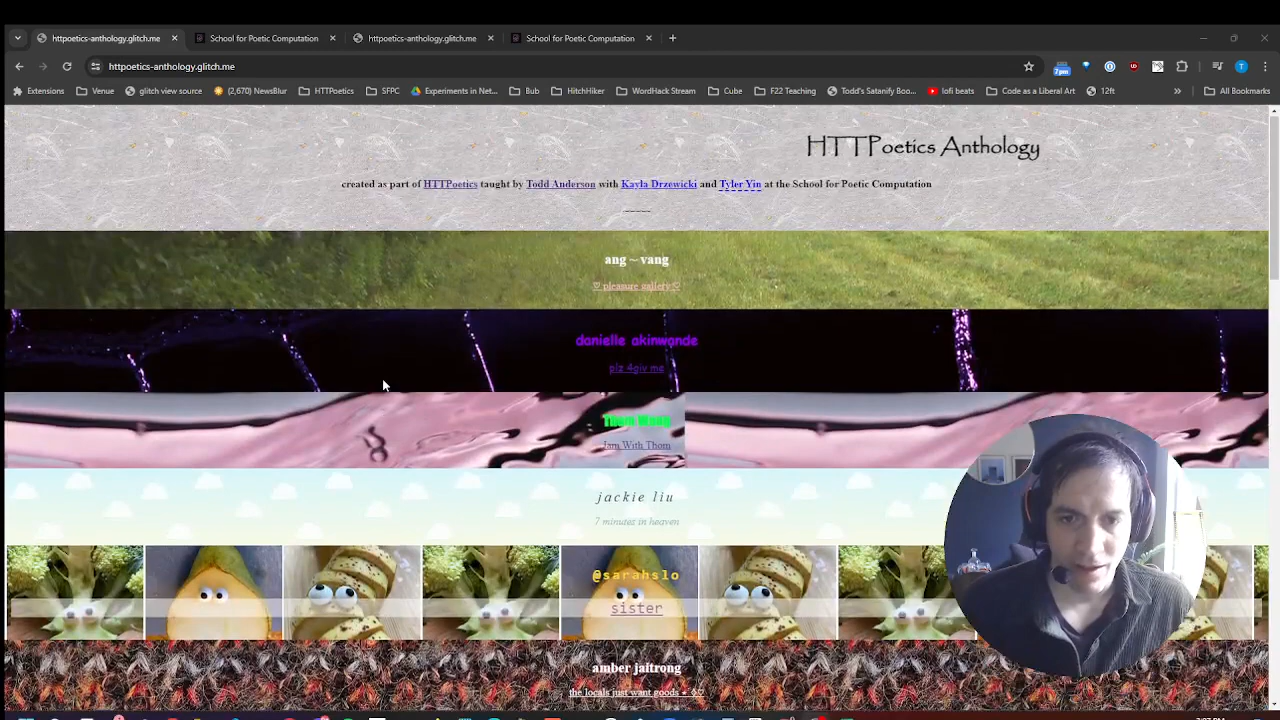 httpoetics-anthology.glitch.me
School for Poetic Computation
httpoetics-anthology.glitch.me
School for Poetic Computation
httpoetics-anthology.glitch.me
7pm
T
Extensions
Venue
glitch view source
(2,670) NewsBlur
HTTPoetics
SFPC
Experiments in Net...
Bub
HitchHiker
WordHack Stream
Cube
F22 Teaching
Todd's Satanify Boo...
lofi beats
Code as a Liberal Art
12ft
»
All Bookmarks
HTTPoetics Anthology
created as part of HTTPoetics taught by Todd Anderson with Kayla Drzewicki and Tyler Yin at the School for Poetic Computation
~~~~~
ang ~ vang
♡ pleasure gallery ♡
danielle akinwande
plz 4giv me
Thom Wong
Jam With Thom
jackie liu
7 minutes in heaven
@sarahslo
sister
amber jaitrong